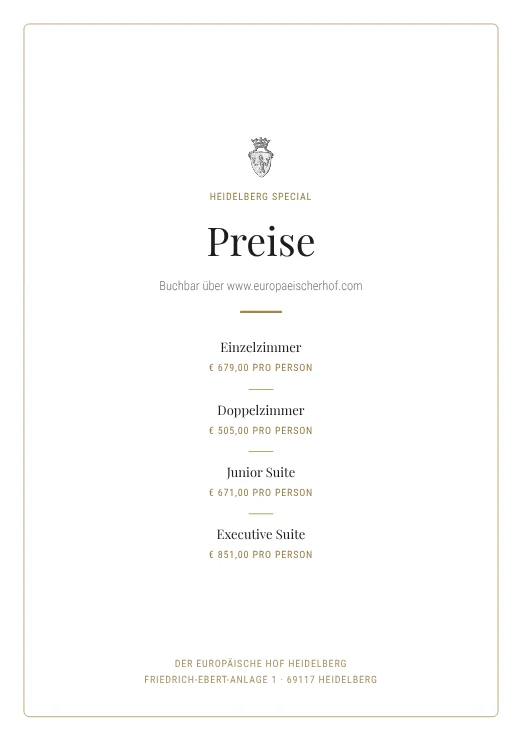 HEIDELBERG SPECIAL
Preise
Buchbar über www.europaeischerhof.com
Einzelzimmer
€ 679,00 PRO PERSON
Doppelzimmer
€ 505,00 PRO PERSON
Junior Suite
€ 671,00 PRO PERSON
Executive Suite
€ 851,00 PRO PERSON
DER EUROPÄISCHE HOF HEIDELBERG
FRIEDRICH-EBERT-ANLAGE 1 · 69117 HEIDELBERG